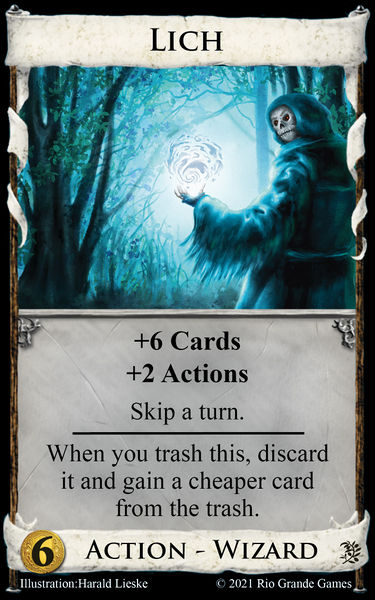 Lich
+6 Cards
+2 Actions
Skip a turn.
When you trash this, discard
it and gain a cheaper card
from the trash.
6 Action - Wizard
Illustration:Harald Lieske © 2021 Rio Grande Games